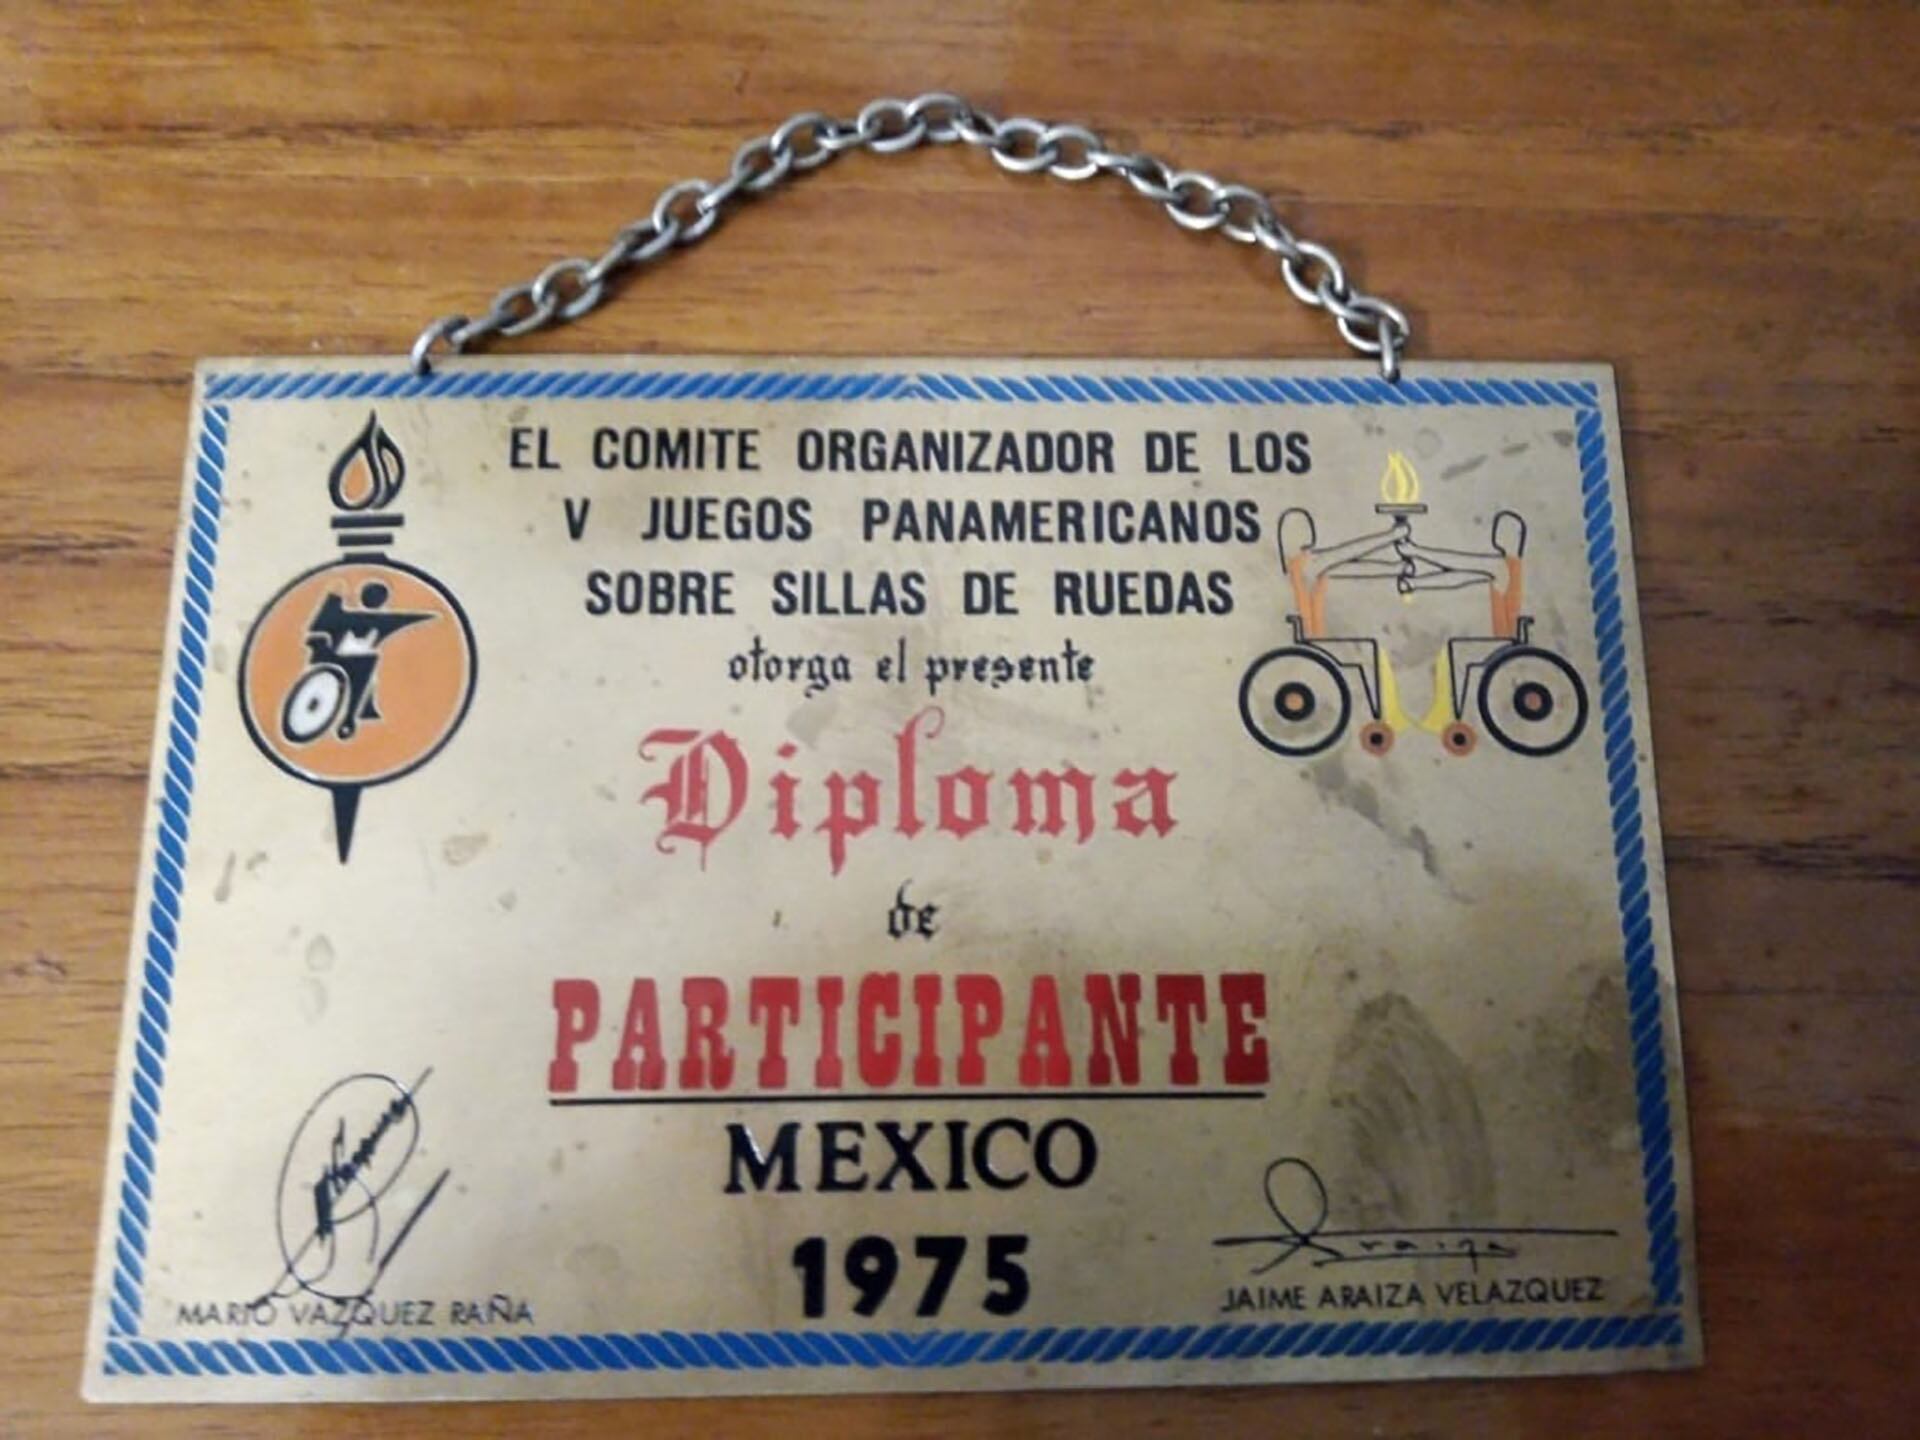 EL COMITE ORGANIZADOR DE LOS
V JUEGOS PANAMERICANOS
SOBRE SILLAS DE RUEDAS
otorga el presente
Diploma
de
PARTICIPANTE
MEXICO
1975
MARIO VAZQUEZ RAÑA
JAIME ARAIZA VELAZQUEZ